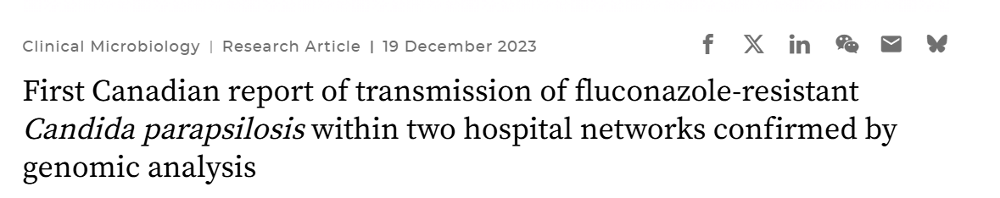 Clinical Microbiology | Research Article | 19 December 2023
First Canadian report of transmission of fluconazole-resistant
Candida parapsilosis within two hospital networks confirmed by
genomic analysis